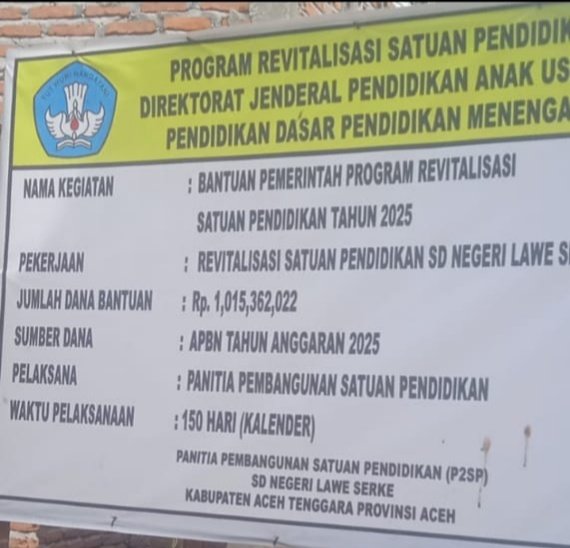 TUT WURI HANDAYANI
PROGRAM REVITALISASI SATUAN
DIREKTORAT JENDERAL PENDIDIKAN ANAK
PENDIDIKAN DASAR PENDIDIKAN
NAMA KEGIATAN : BANTUAN PEMERINTAH PROGRAM REVITALISASI
SATUAN PENDIDIKAN TAHUN 2025
PEKERJAAN : REVITALISASI SATUAN PENDIDIKAN SD NEGERI LAWE
JUMLAH DANA BANTUAN : Rp. 1,015,362,022
SUMBER DANA : APBN TAHUN ANGGARAN 2025
PELAKSANA : PANITIA PEMBANGUNAN SATUAN PENDIDIKAN
WAKTU PELAKSANAAN : 150 HARI (KALENDER)
PANITIA PEMBANGUNAN SATUAN PENDIDIKAN (P2SP)
SD NEGERI LAWE SERKE
KABUPATEN ACEH TENGGARA PROVINSI ACEH